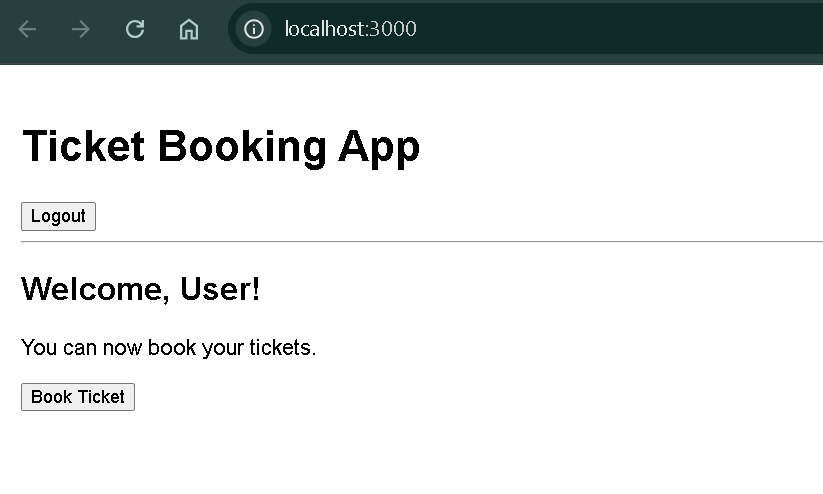 localhost:3000
Ticket Booking App
Logout
Welcome, User!
You can now book your tickets.
Book Ticket